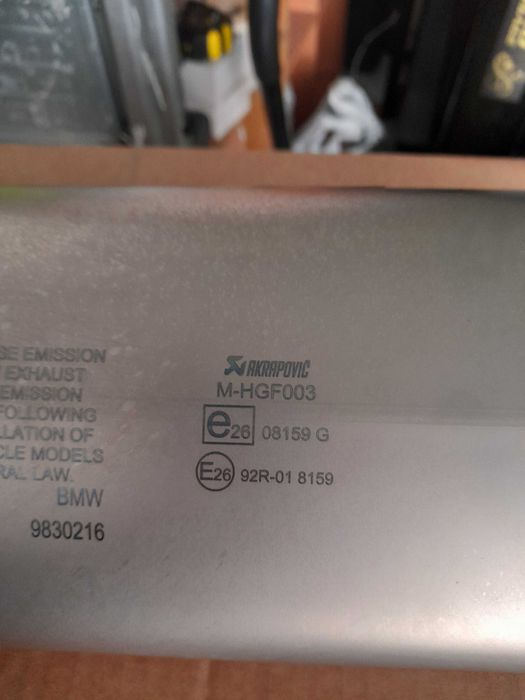 SE EMISSION
EXHAUST
EMISSION
FOLLOWING
LLATION OF
CLE MODELS
RAL LAW.
BMW
9830216
AKRAPOVIČ
M-HGF003
e26 08159 G
E26 92R-01 8159